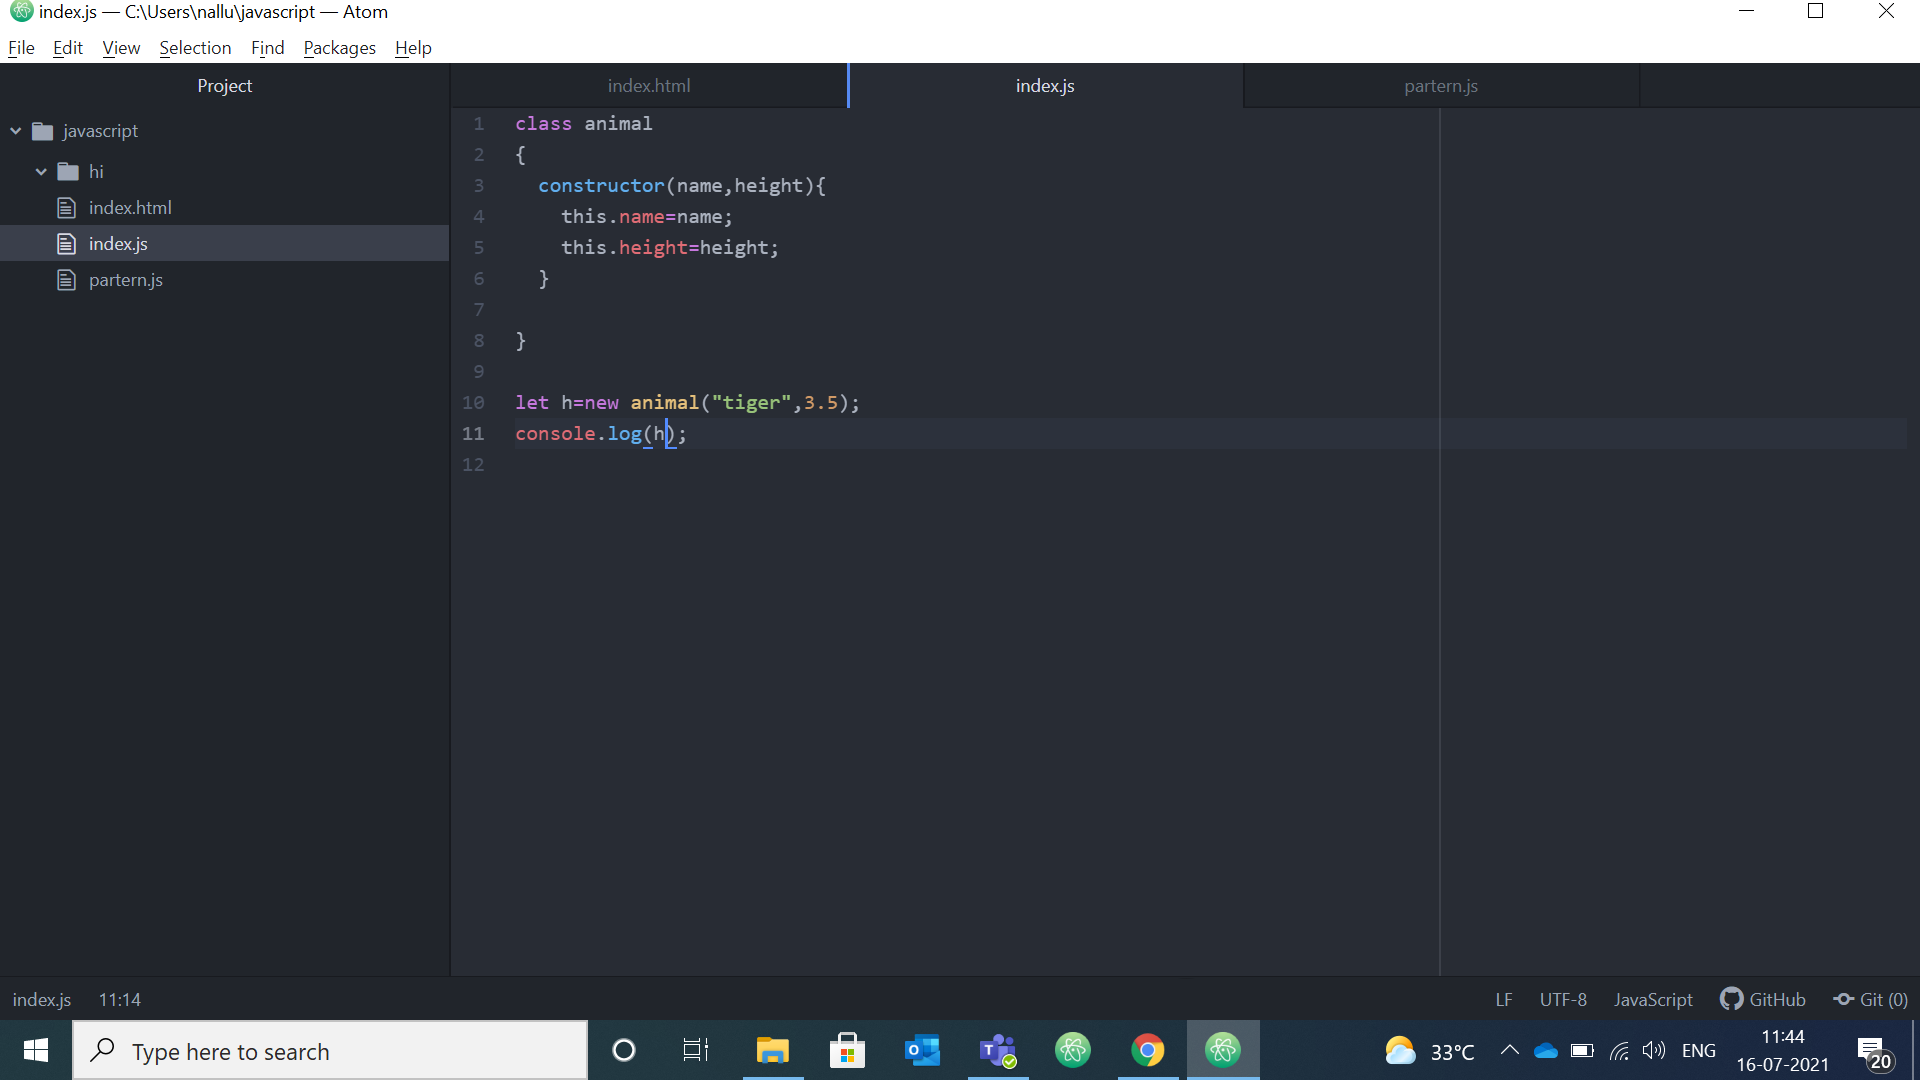 index.js — C:\Users\nallu\javascript — Atom
File Edit View Selection Find Packages Help
Project
index.html
index.js
partern.js
javascript
hi
index.html
index.js
partern.js
1 class animal
2 {
3   constructor(name,height){
4     this.name=name;
5     this.height=height;
6   }
7
8 }
9
10 let h=new animal("tiger",3.5);
11 console.log(h);
12
index.js 11:14
LF UTF-8 JavaScript GitHub Git (0)
Type here to search
33°C ENG
11:44
16-07-2021
20